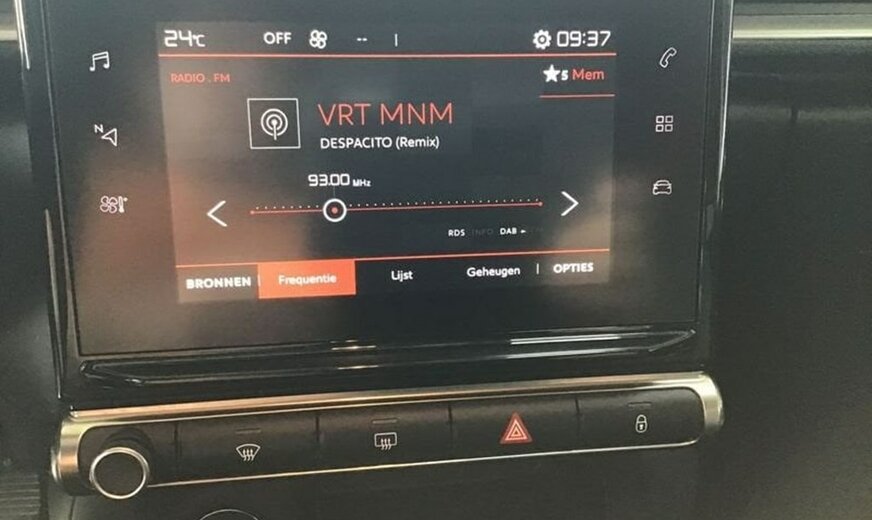 24°C OFF -- | 09:37
RADIO . FM ★5 Mem
VRT MNM
DESPACITO (Remix)
93.00 MHz
RDS INFO DAB
BRONNEN | Frequentie Lijst Geheugen | OPTIES
N